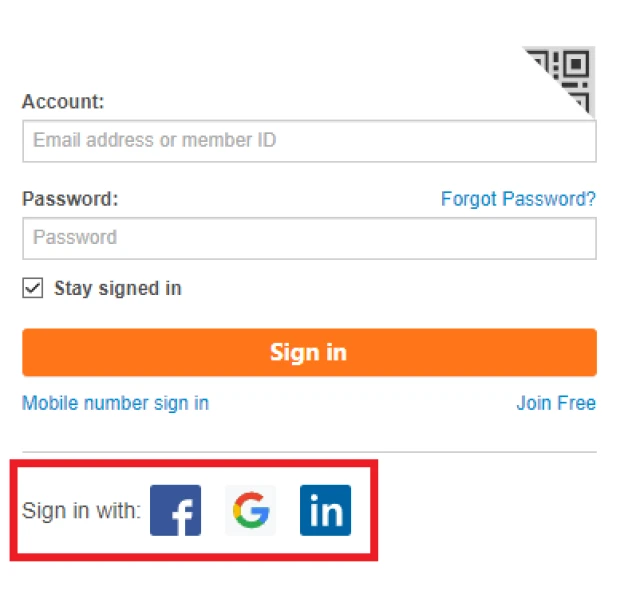 Account:
Email address or member ID
Password: Forgot Password?
Password
Stay signed in
Sign in
Mobile number sign in Join Free
Sign in with: f G in